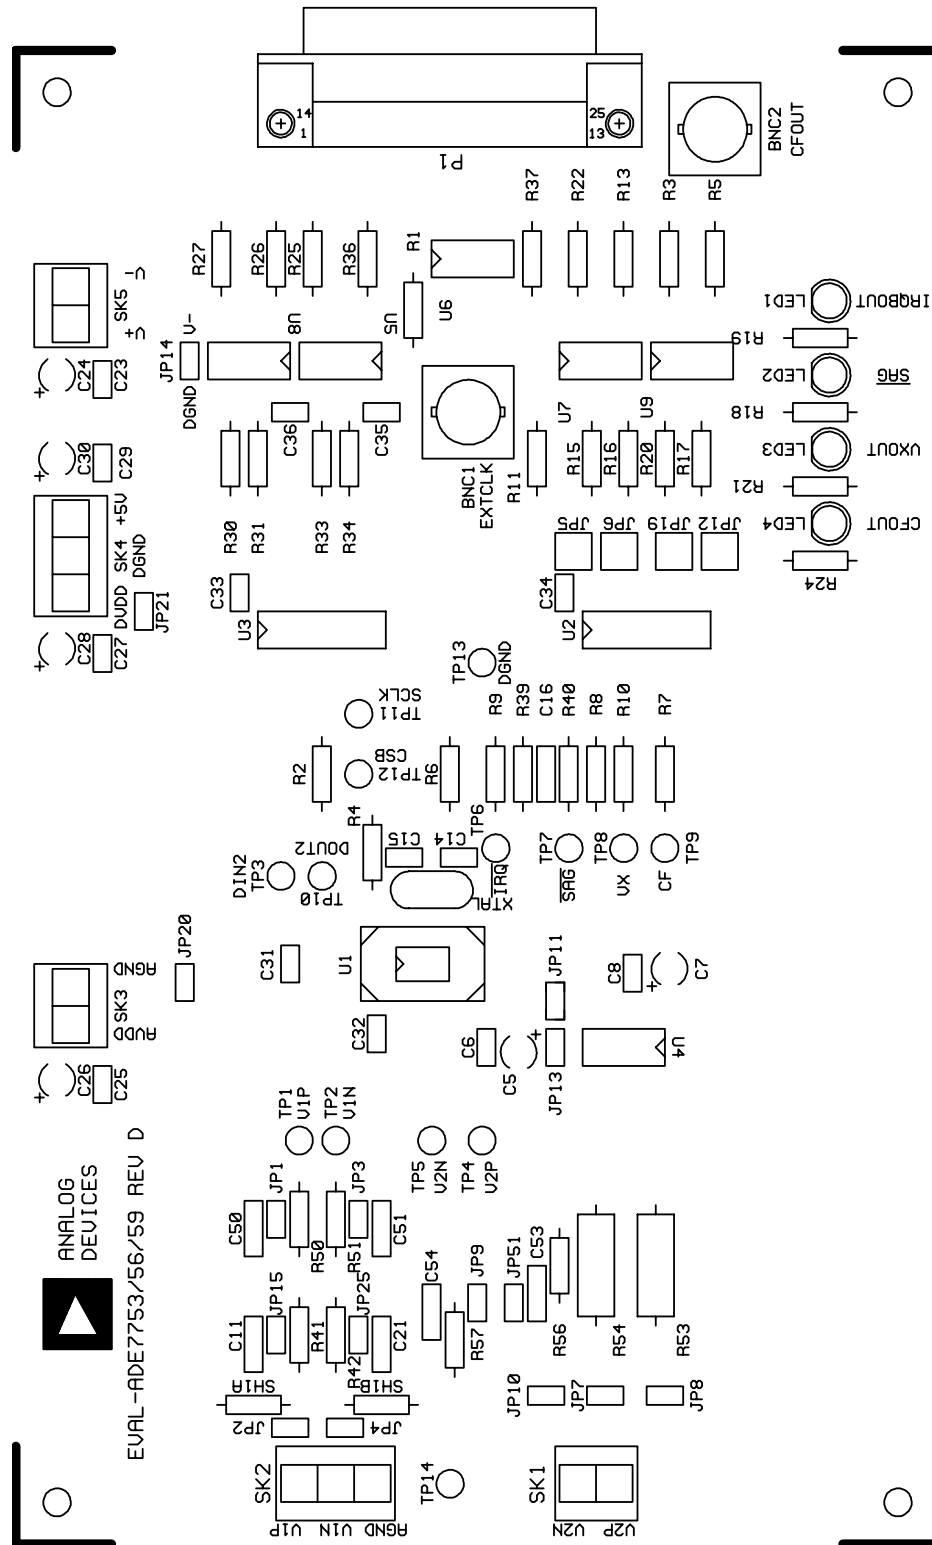 14
1
25
13
P1
BNC2
CFOUT
R37
R22
R13
R3
R5
R27
R26
R25
R36
R1
U6
U5
U8
SK5
V-
V+
C24
C23
JP14
V-
DGND
C36
C35
BNC1
EXTCLK
U7
U9
LED1
IRQBOUT
R19
LED2
SAG
R18
LED3
VXOUT
R21
LED4
CFOUT
R24
C30
C29
R11
R15
R16
R20
R17
R30
R31
R33
R34
JP5
JP6
JP19
JP12
+5V
SK4
DGND
DVDD
JP21
C28
C27
C33
U3
C34
U2
TP13
DGND
TP11
SCLK
TP12
CSB
R9
R39
C16
R40
R8
R10
R7
R2
R6
R4
C15
C14
TP6
IRQ
TP7
SAG
TP8
VX
TP9
CF
DIN2
TP3
DOUT2
TP10
XTAL
JP20
AGND
SK3
AVDD
C31
U1
C32
JP11
C8
C7
C6
C5
JP13
U4
C26
C25
TP1
V1P
TP2
V1N
TP5
V2N
TP4
V2P
ANALOG
DEVICES
EVAL-ADE7753/56/59 REV D
C50
JP1
R50
R51
JP3
C51
C11
JP15
R41
R42
JP25
C21
C54
R57
JP9
JP51
C53
R56
R54
R53
SH1A
SH1B
JP2
JP4
JP10
JP7
JP8
SK2
V1P
V1N
AGND
TP14
SK1
V2N
V2P